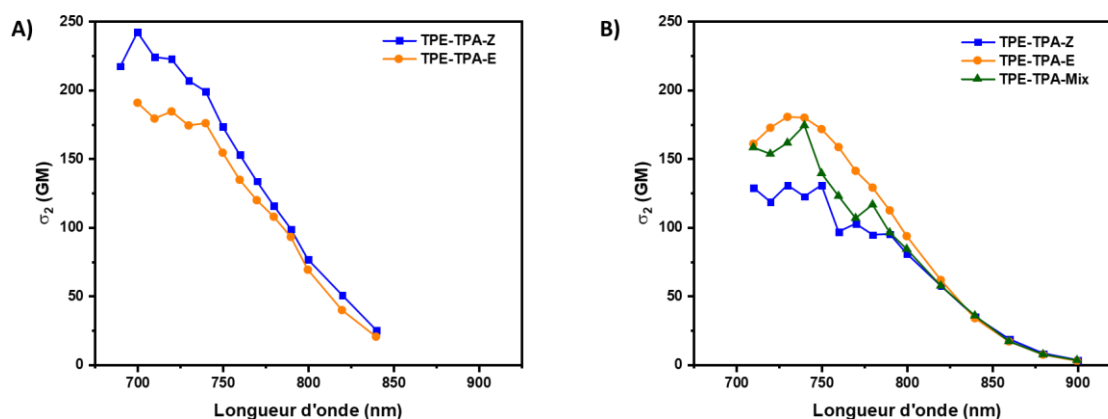 A)
TPE-TPA-Z
TPE-TPA-E
250
200
150
100
50
0
σ2 (GM)
700
750
800
850
900
Longueur d'onde (nm)
B)
TPE-TPA-Z
TPE-TPA-E
TPE-TPA-Mix
250
200
150
100
50
0
σ2 (GM)
700
750
800
850
900
Longueur d'onde (nm)